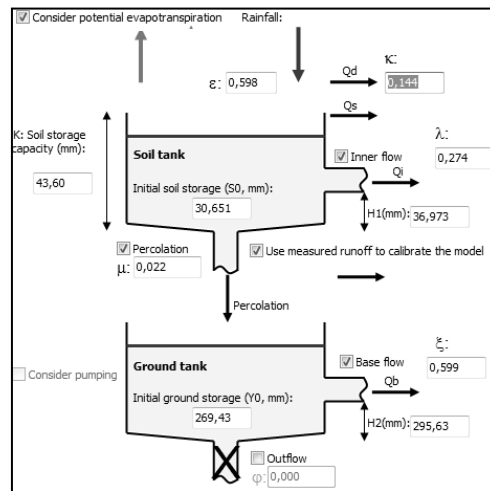 Consider potential evapotranspiration Rainfall:
ε: 0,598
Qd
κ:
0,144
Qs
K: Soil storage
capacity (mm):
43,60
Soil tank
Initial soil storage (S0, mm):
30,651
Inner flow
λ:
0,274
Qi
H1(mm): 36,973
Percolation
μ: 0,022
Use measured runoff to calibrate the model
Percolation
Consider pumping
Ground tank
Initial ground storage (Y0, mm):
269,43
Base flow
ξ:
0,599
Qb
H2(mm): 295,63
Outflow
φ: 0,000